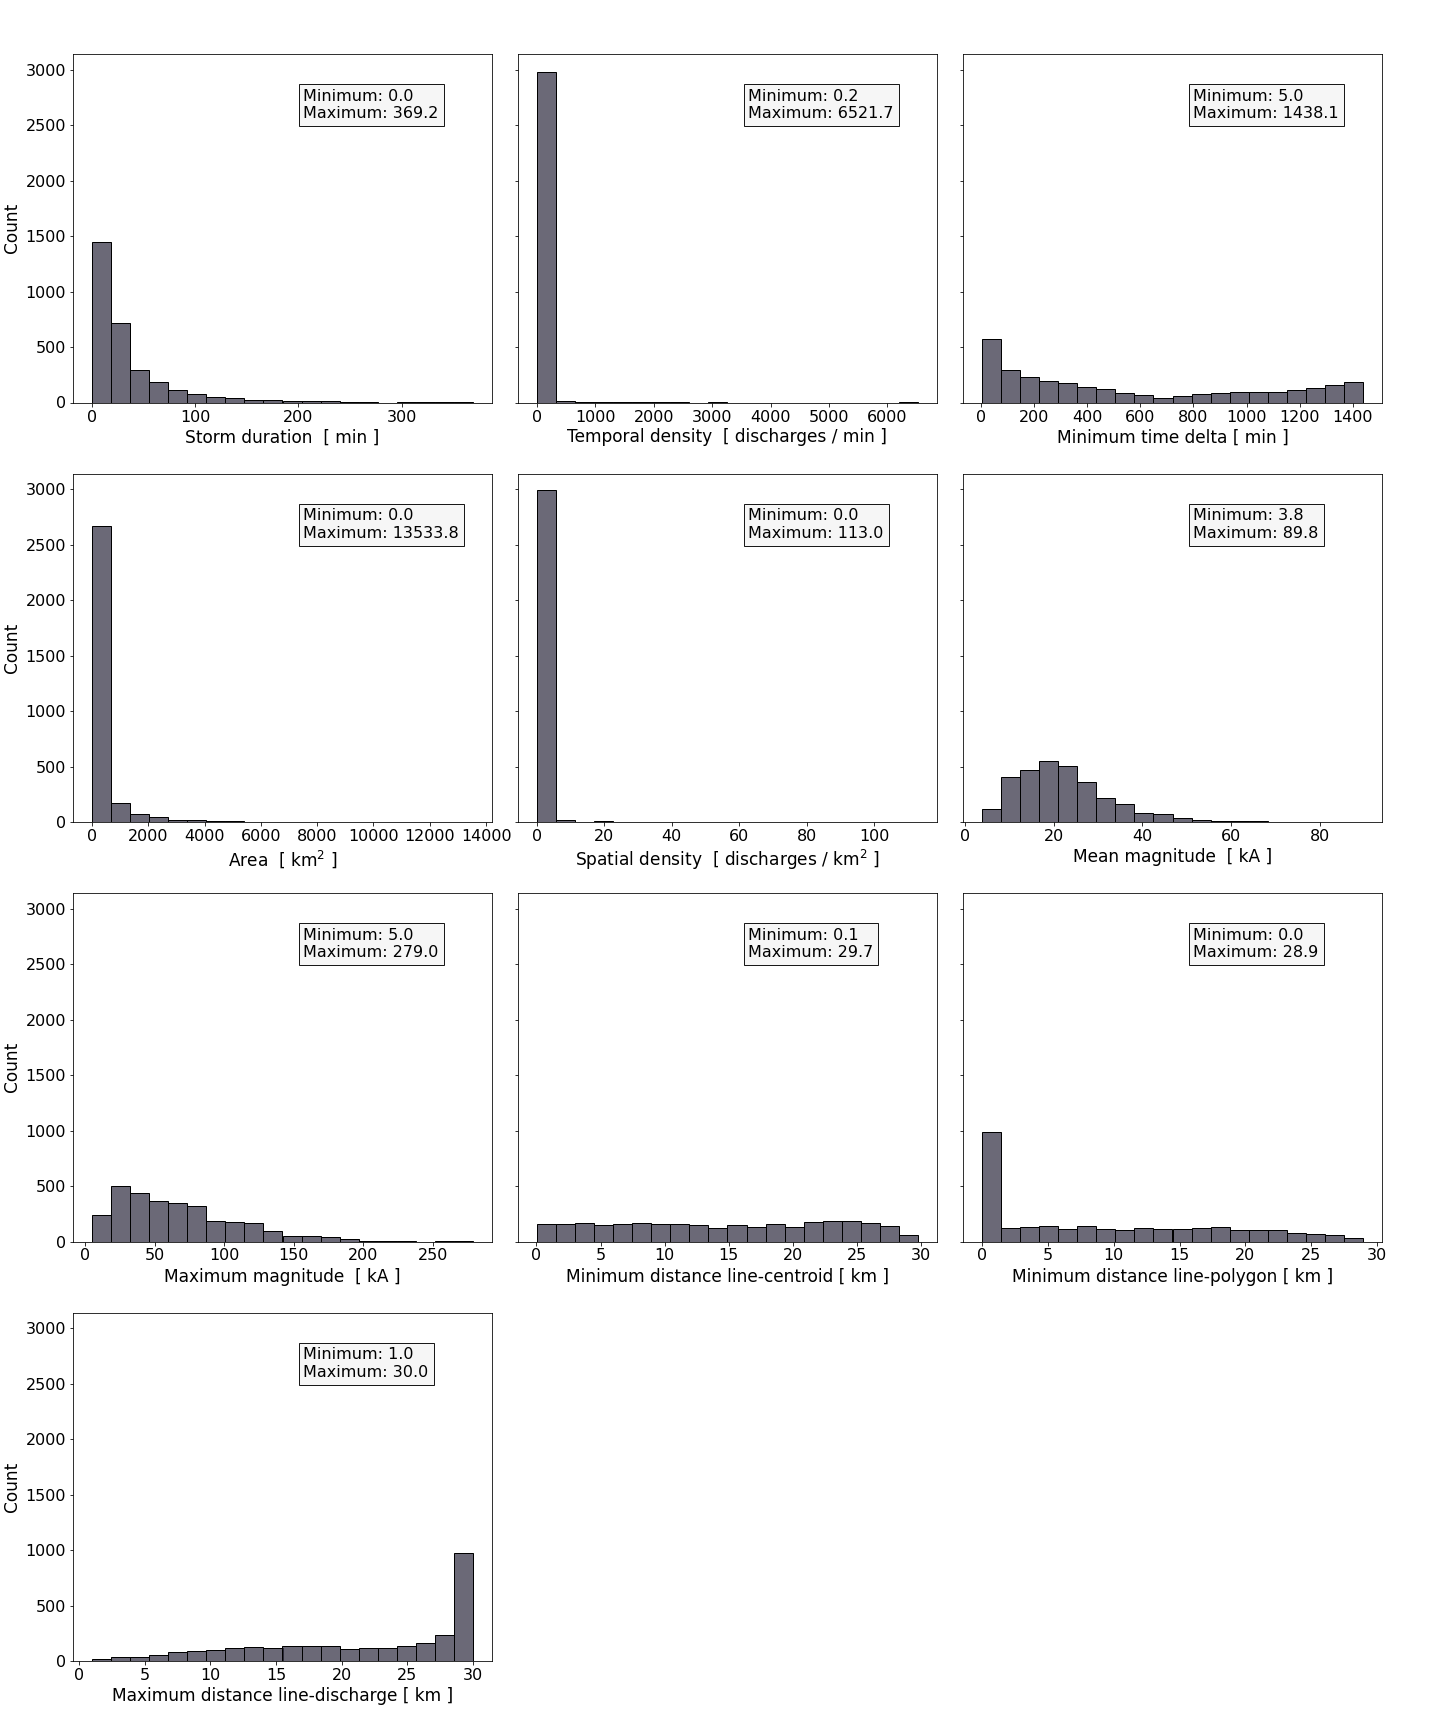 3000
2500
2000
1500
1000
500
0
Count
Minimum: 0.0
Maximum: 369.2
0 100 200 300
Storm duration [ min ]
Minimum: 0.2
Maximum: 6521.7
0 1000 2000 3000 4000 5000 6000
Temporal density [ discharges / min ]
Minimum: 5.0
Maximum: 1438.1
0 200 400 600 800 1000 1200 1400
Minimum time delta [ min ]
3000
2500
2000
1500
1000
500
0
Count
Minimum: 0.0
Maximum: 13533.8
0 2000 4000 6000 8000 10000 12000 14000
Area [ km² ]
Minimum: 0.0
Maximum: 113.0
0 20 40 60 80 100
Spatial density [ discharges / km² ]
Minimum: 3.8
Maximum: 89.8
0 20 40 60 80
Mean magnitude [ kA ]
3000
2500
2000
1500
1000
500
0
Count
Minimum: 5.0
Maximum: 279.0
0 50 100 150 200 250
Maximum magnitude [ kA ]
Minimum: 0.1
Maximum: 29.7
0 5 10 15 20 25 30
Minimum distance line-centroid [ km ]
Minimum: 0.0
Maximum: 28.9
0 5 10 15 20 25 30
Minimum distance line-polygon [ km ]
3000
2500
2000
1500
1000
500
0
Count
Minimum: 1.0
Maximum: 30.0
0 5 10 15 20 25 30
Maximum distance line-discharge [ km ]